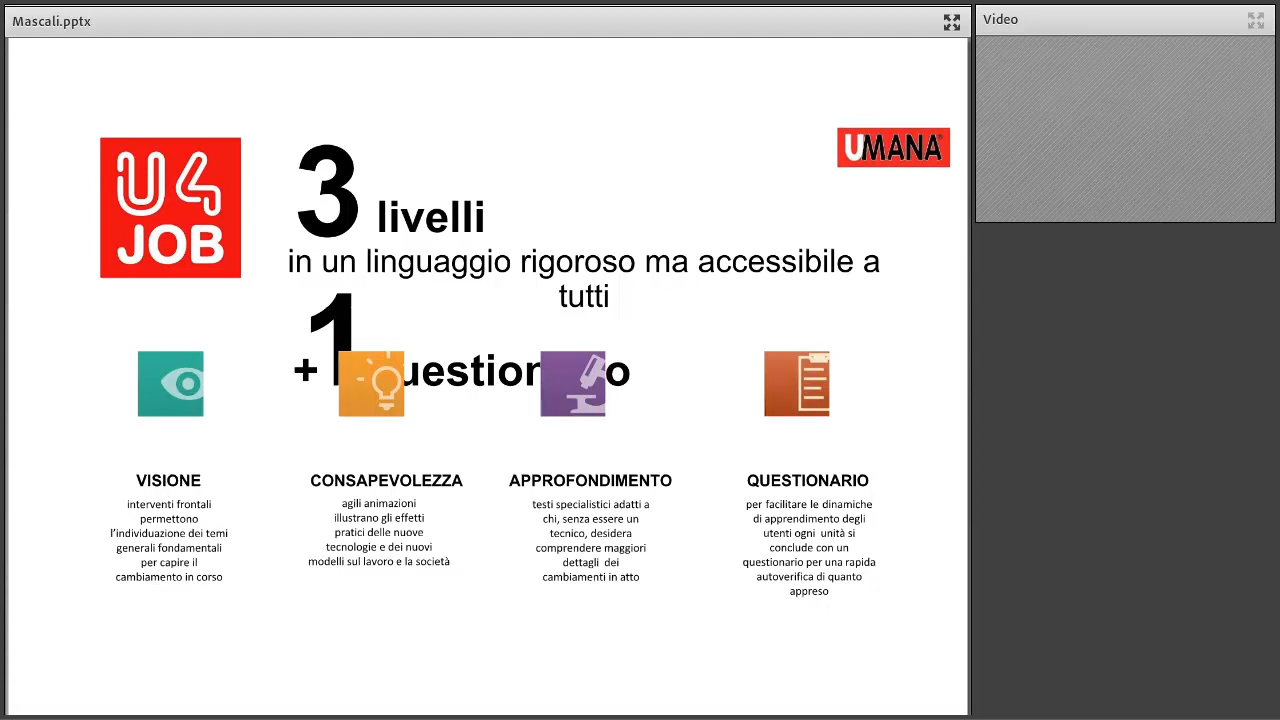 Mascali.pptx
Video
U4
JOB
UMANA
3 livelli
in un linguaggio rigoroso ma accessibile a
tutti
+ 1
VISIONE
interventi frontali
permettono
l'individuazione dei temi
generali fondamentali
per capire il
cambiamento in corso
CONSAPEVOLEZZA
agili animazioni
illustrano gli effetti
pratici delle nuove
tecnologie e dei nuovi
modelli sul lavoro e la società
APPROFONDIMENTO
testi specialistici adatti a
chi, senza essere un
tecnico, desidera
comprendere maggiori
dettagli dei
cambiamenti in atto
QUESTIONARIO
per facilitare le dinamiche
di apprendimento degli
utenti ogni unità si
conclude con un
questionario per una rapida
autoverifica di quanto
appreso